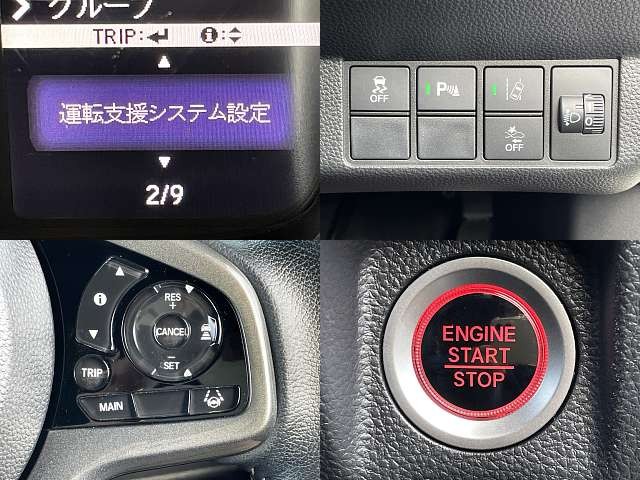 グループ
TRIP:
i:
運転支援システム設定
2/9
OFF
P
OFF
0
i
RES
+
CANCEL
-
SET
TRIP
MAIN
ENGINE
START
STOP